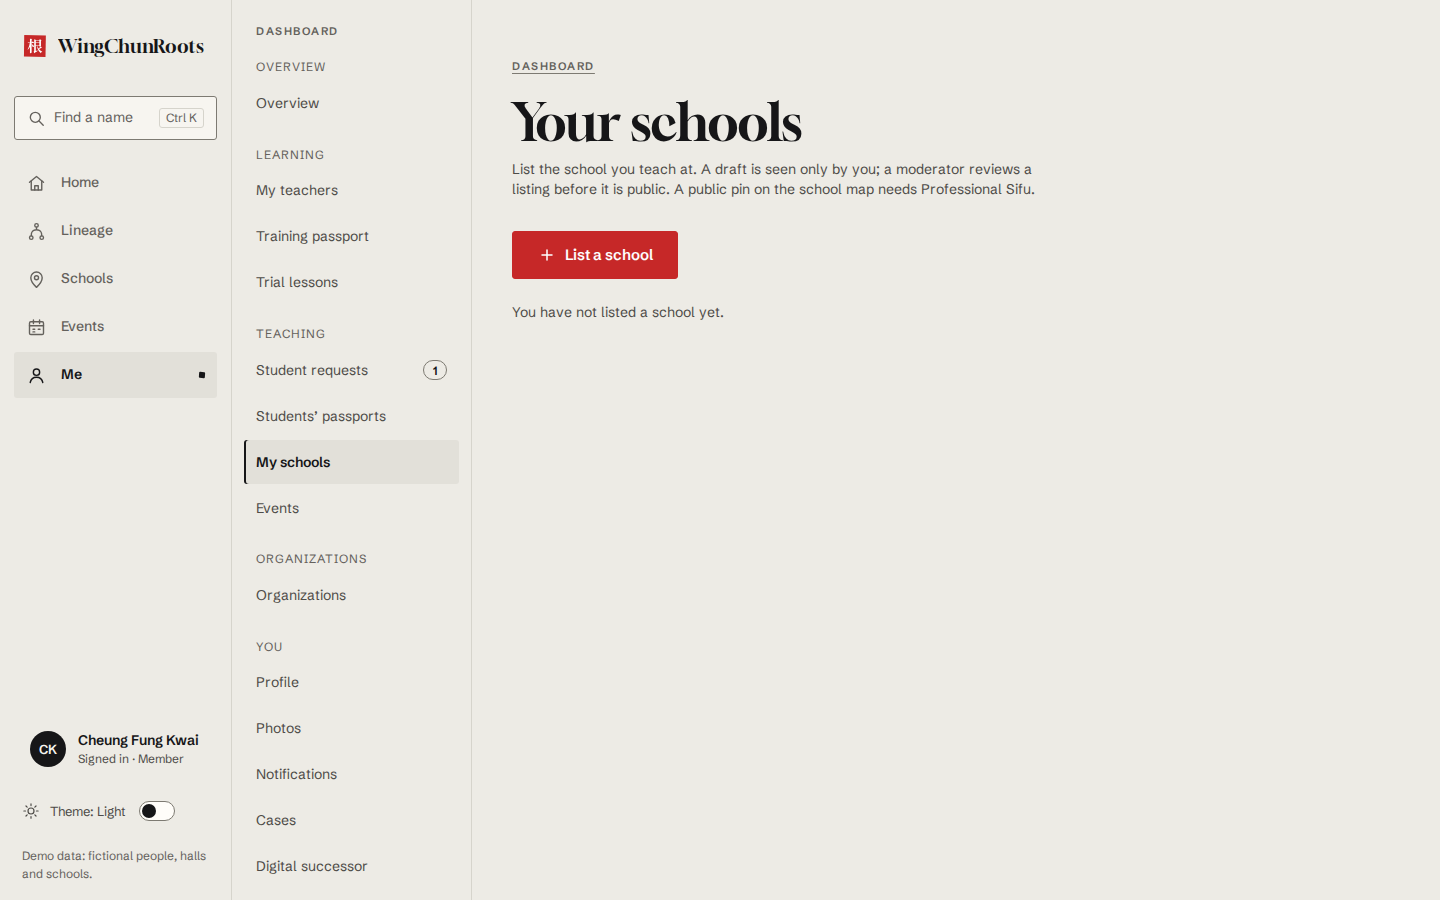 根 WingChunRoots
Find a name Ctrl K
Home
Lineage
Schools
Events
Me
CK Cheung Fung Kwai
Signed in · Member
Theme: Light
Demo data: fictional people, halls
and schools.
DASHBOARD
OVERVIEW
Overview
LEARNING
My teachers
Training passport
Trial lessons
TEACHING
Student requests 1
Students’ passports
My schools
Events
ORGANIZATIONS
Organizations
YOU
Profile
Photos
Notifications
Cases
Digital successor
DASHBOARD
Your schools
List the school you teach at. A draft is seen only by you; a moderator reviews a
listing before it is public. A public pin on the school map needs Professional Sifu.
List a school
You have not listed a school yet.